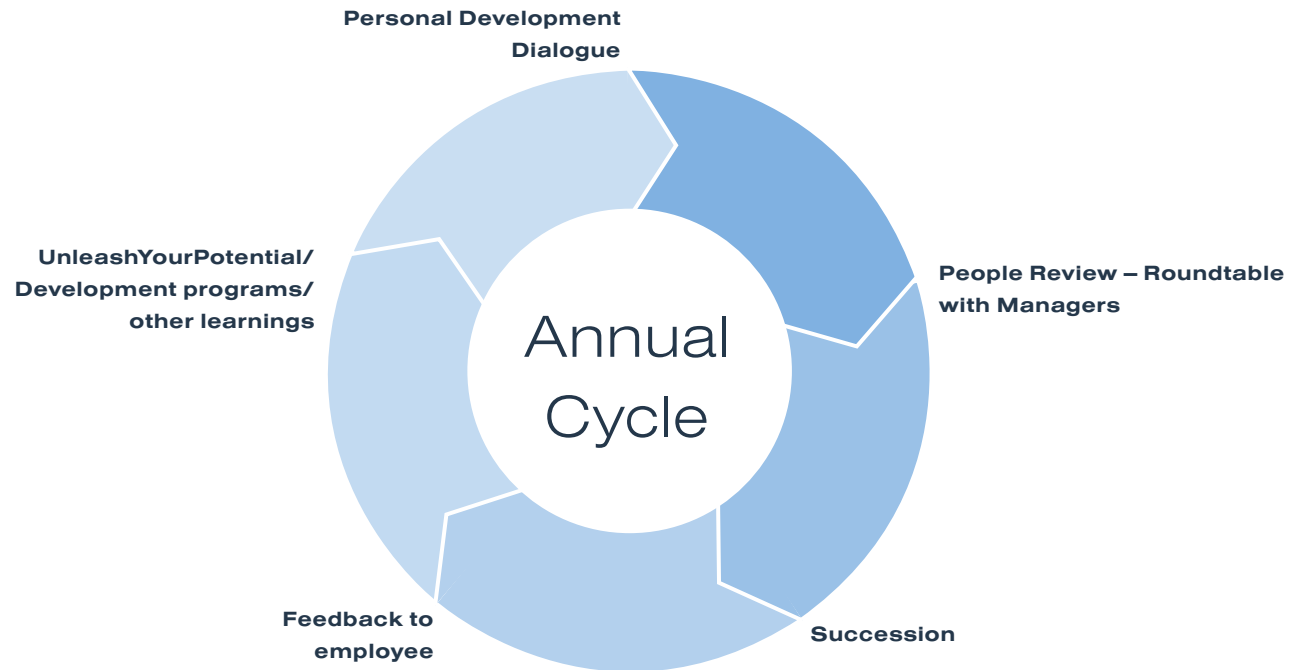 Personal Development
Dialogue
People Review – Roundtable
with Managers
Succession
Feedback to
employee
UnleashYourPotential/
Development programs/
other learnings
Annual
Cycle